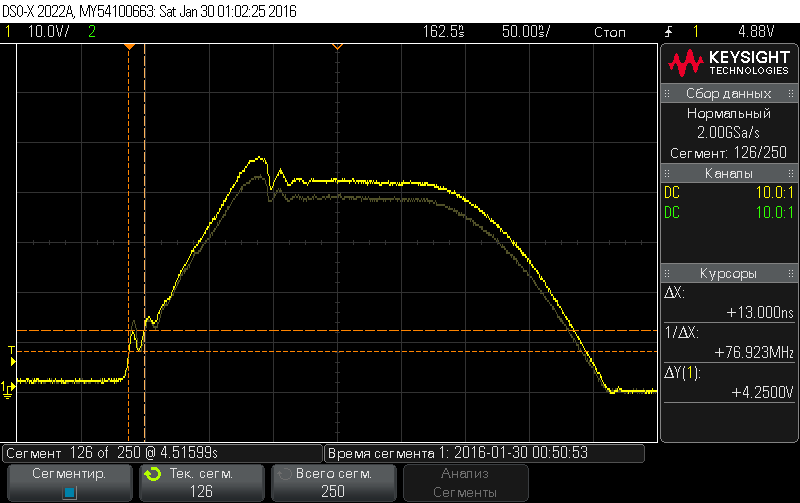 DSO-X 2022A, MY54100663: Sat Jan 30 01:02:25 2016
1 10.0V/ 2 162.5s 50.00s/ Стоп 1 4.88V
KEYSIGHT
TECHNOLOGIES
Сбор данных
Нормальный
2.00GSa/s
Сегмент: 126/250
Каналы
DC 10.0:1
DC 10.0:1
Курсоры
ΔX:
+13.000ns
1/ΔX:
+76.923MHz
ΔY(1):
+4.2500V
T
1
Сегмент 126 of 250 @ 4.51599s
Время сегмента 1: 2016-01-30 00:50:53
Сегментир.
Тек. сегм.
126
Всего сегм.
250
Анализ
Сегменты